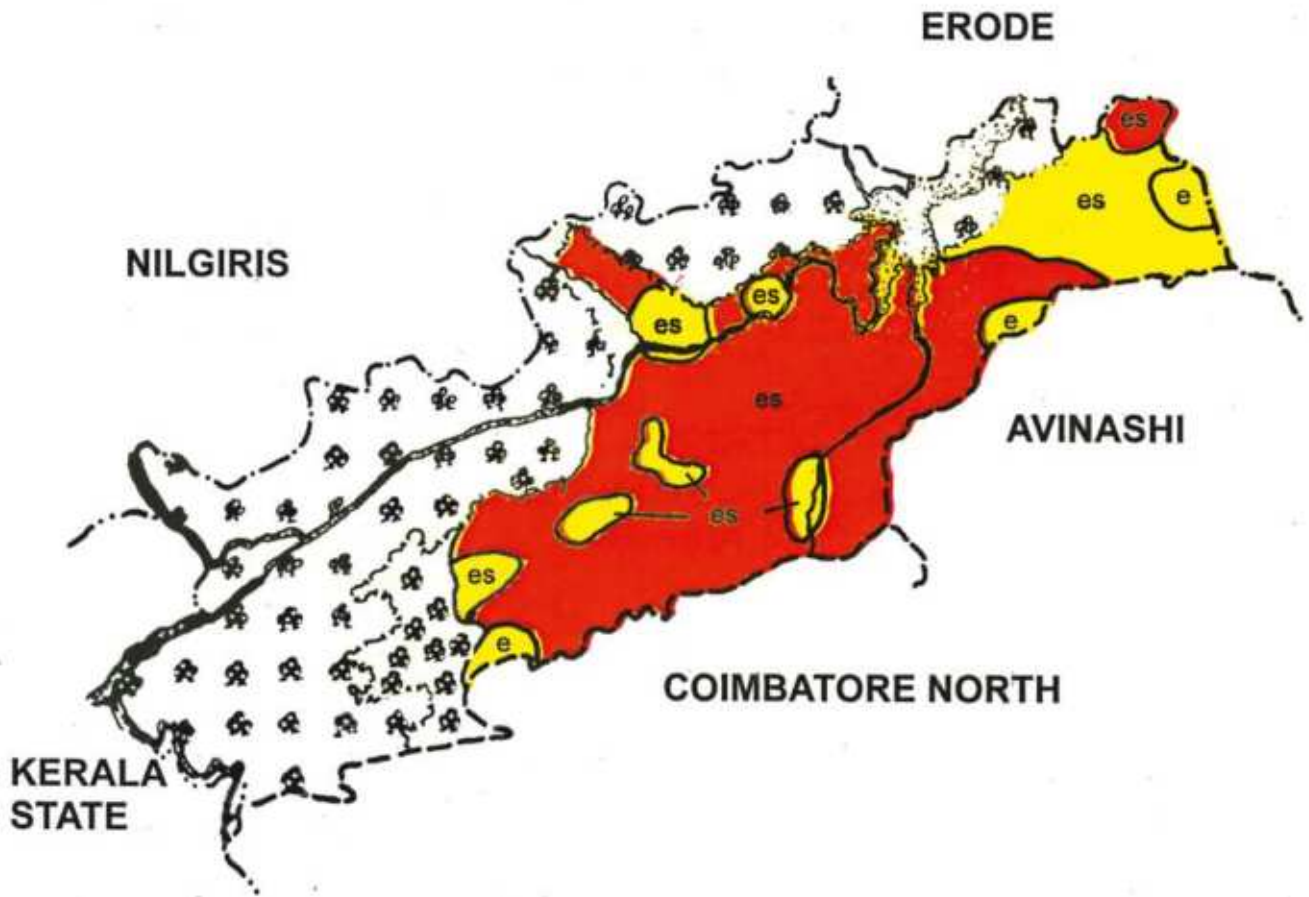 ERODE
es
es
e
NILGIRIS
es
es
e
es
AVINASHI
es
es
e
COIMBATORE NORTH
KERALA
STATE